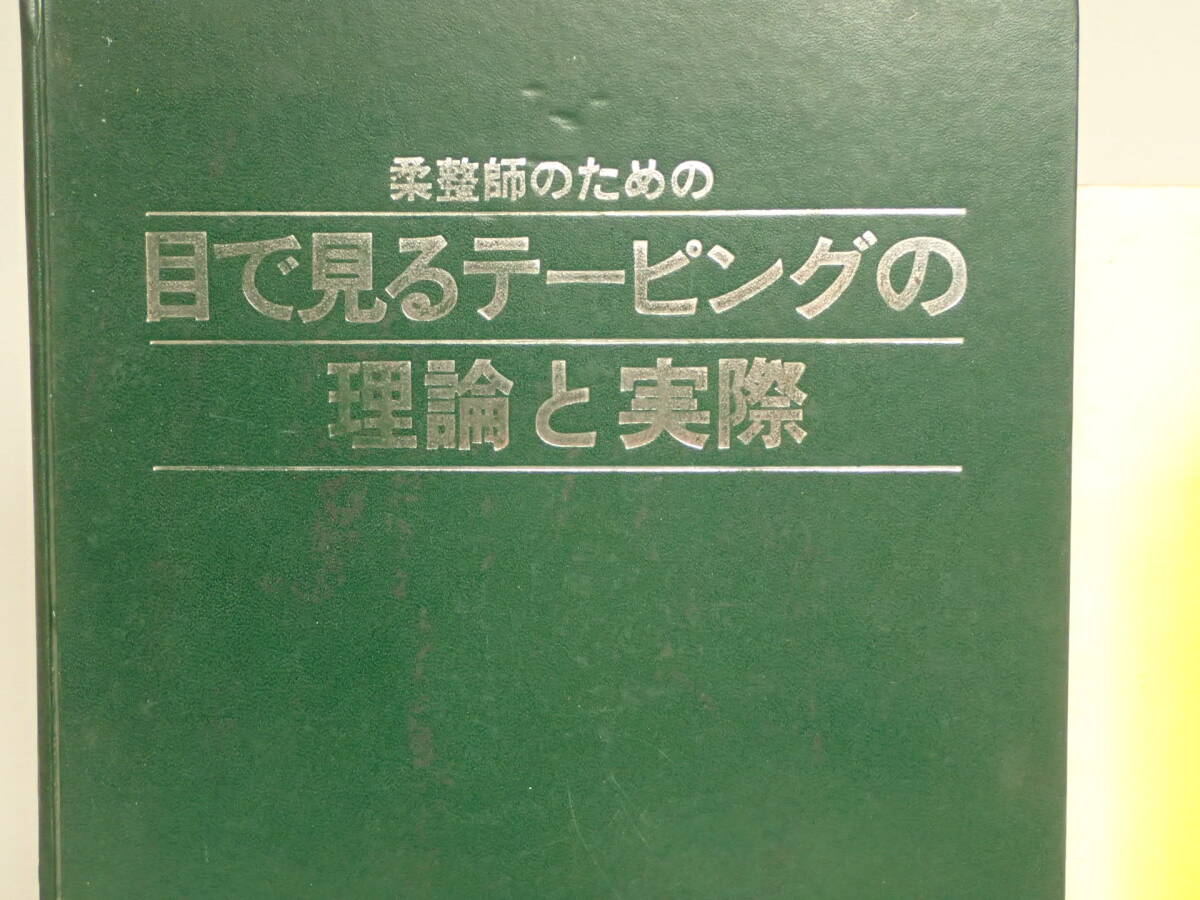 柔整師のための
目で見るテーピングの
理論と実際